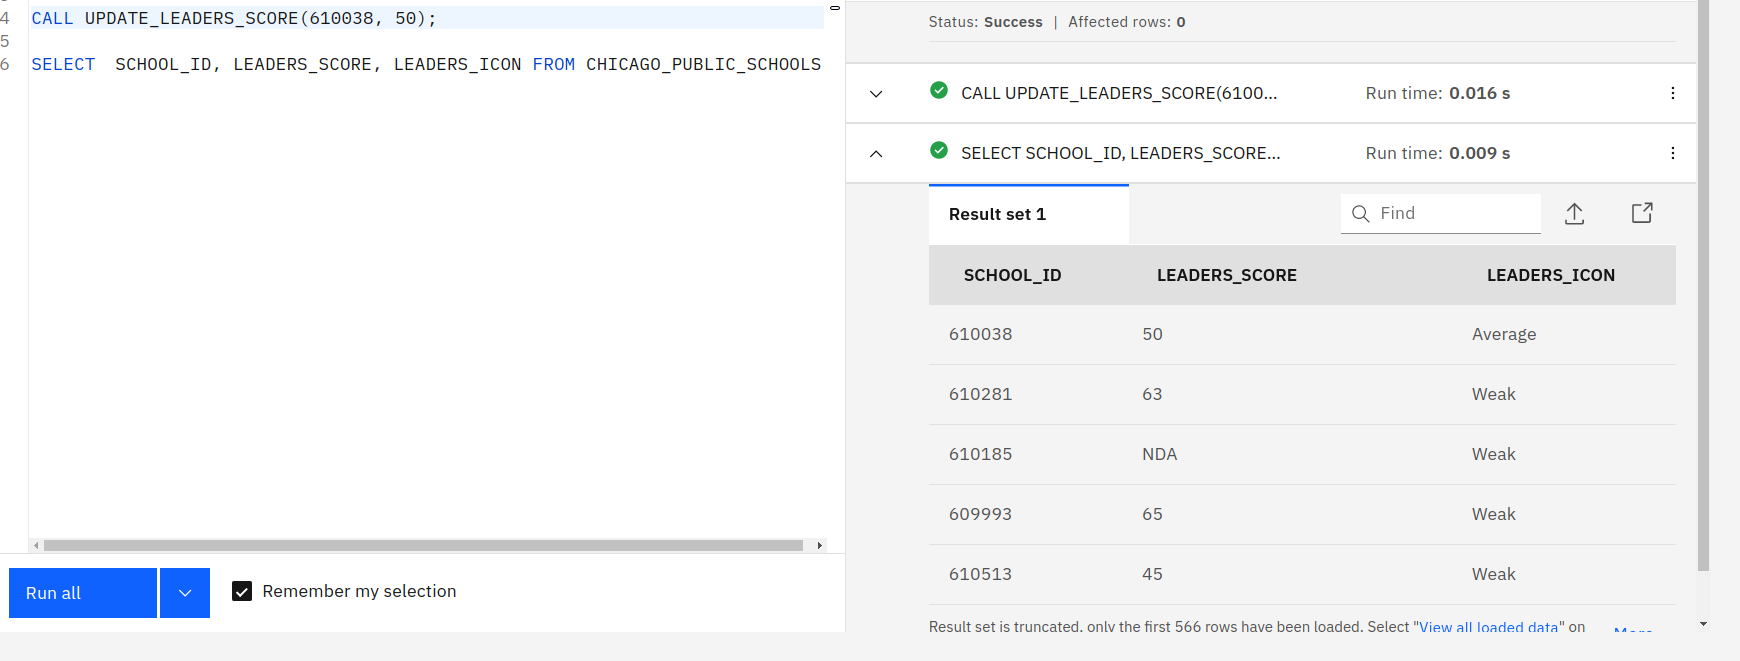 4 CALL UPDATE_LEADERS_SCORE(610038, 50);
5
6 SELECT  SCHOOL_ID, LEADERS_SCORE, LEADERS_ICON FROM CHICAGO_PUBLIC_SCHOOLS
Run all
Remember my selection
Status: Success | Affected rows: 0
CALL UPDATE_LEADERS_SCORE(6100... Run time: 0.016 s
SELECT SCHOOL_ID, LEADERS_SCORE... Run time: 0.009 s
Result set 1
Find
SCHOOL_ID LEADERS_SCORE LEADERS_ICON
610038 50 Average
610281 63 Weak
610185 NDA Weak
609993 65 Weak
610513 45 Weak
Result set is truncated, only the first 566 rows have been loaded. Select "View all loaded data" on
More